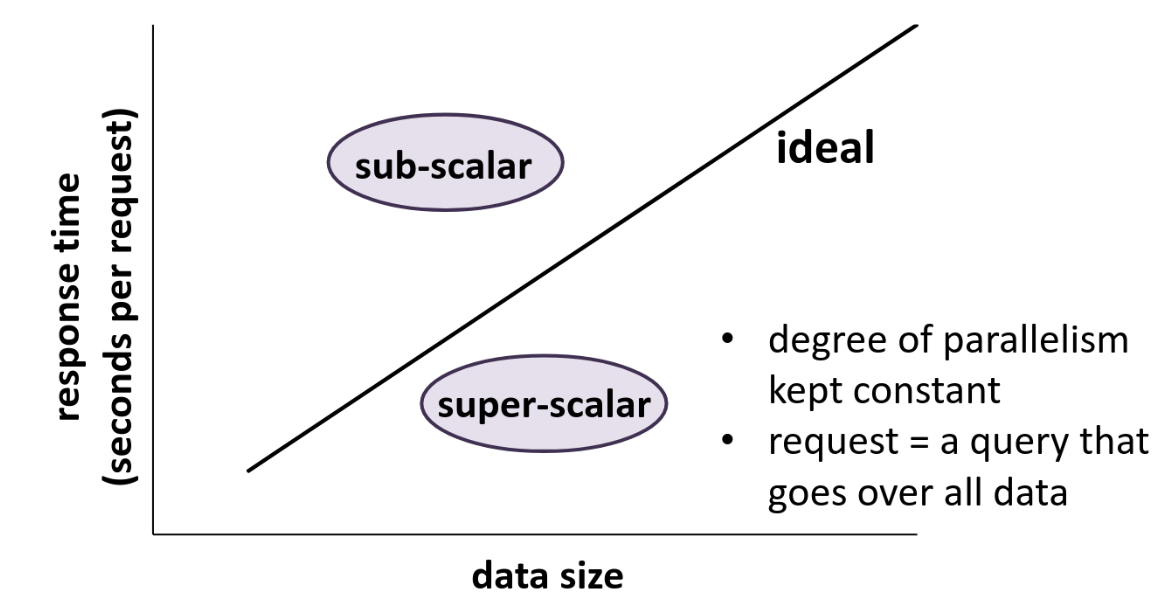 response time
(seconds per request)
sub-scalar
ideal
super-scalar
• degree of parallelism
kept constant
• request = a query that
goes over all data
data size